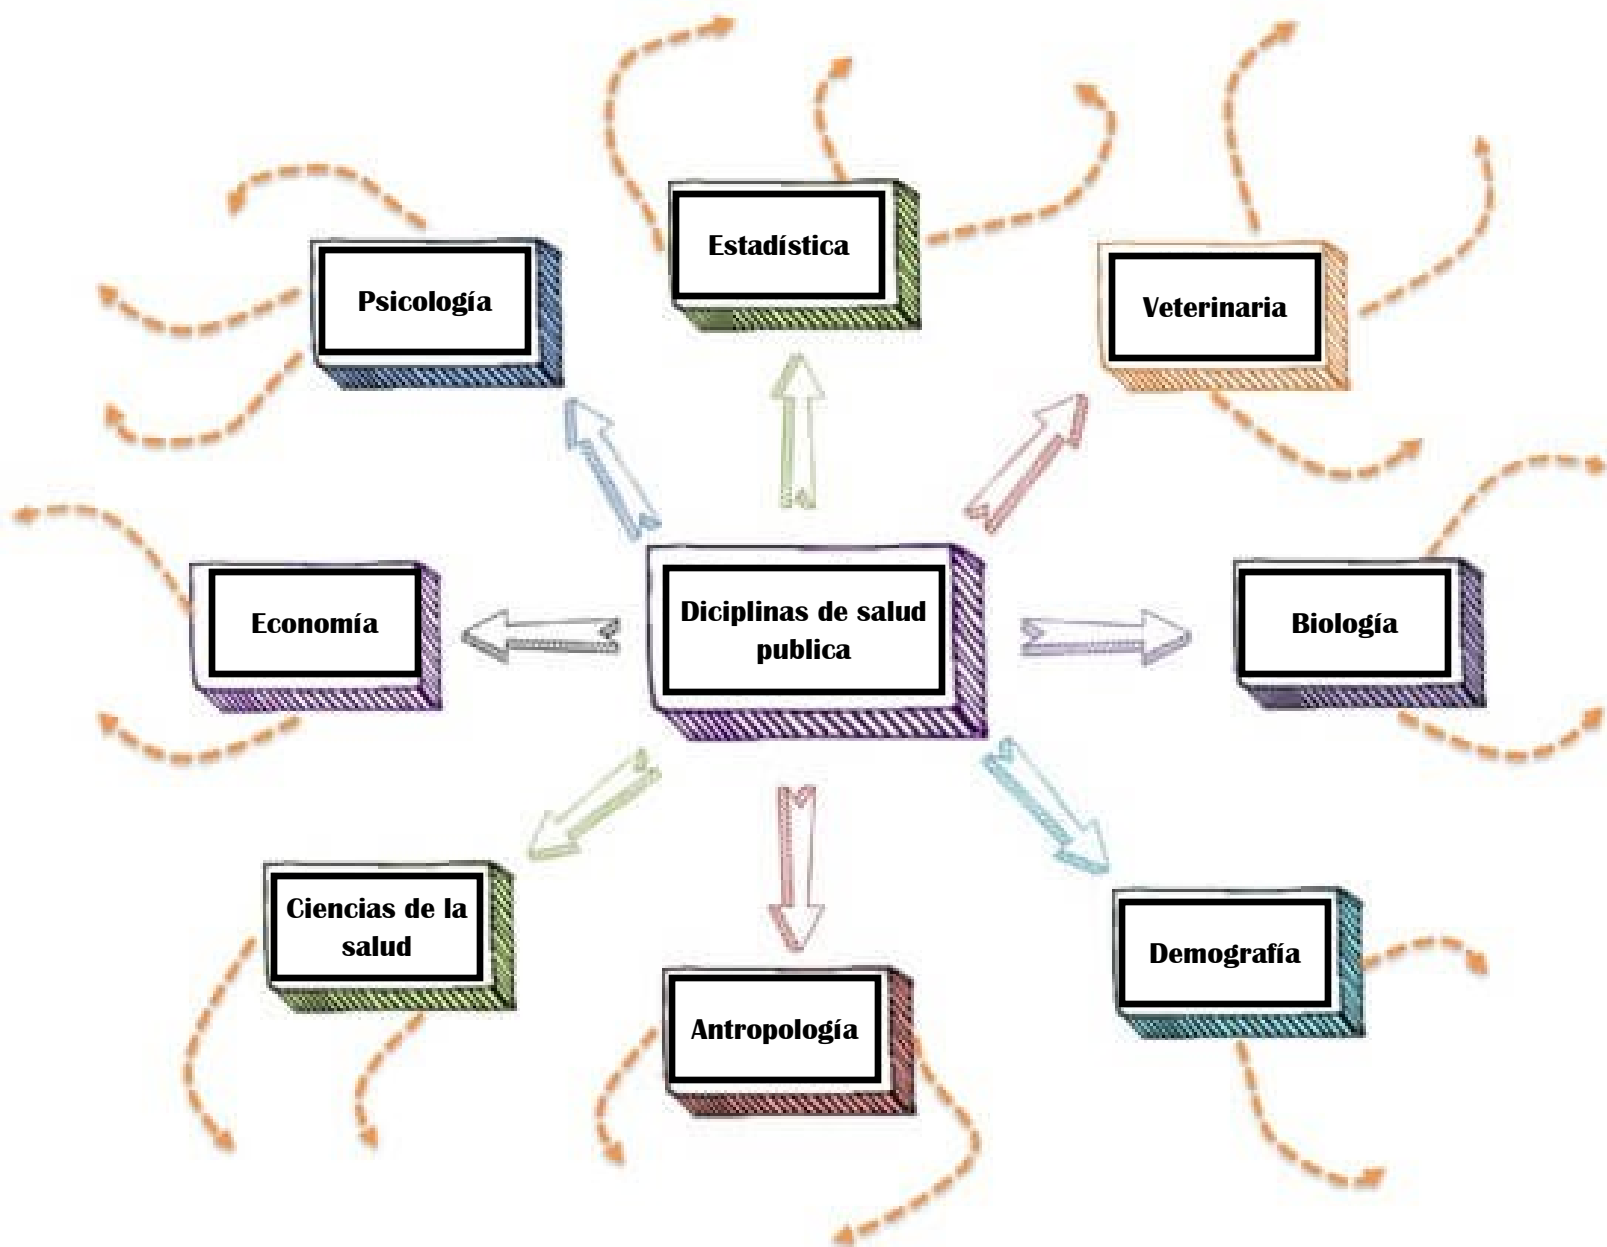 Estadística
Psicología
Veterinaria
Diciplinas de salud
publica
Economía
Biología
Ciencias de la
salud
Demografía
Antropología